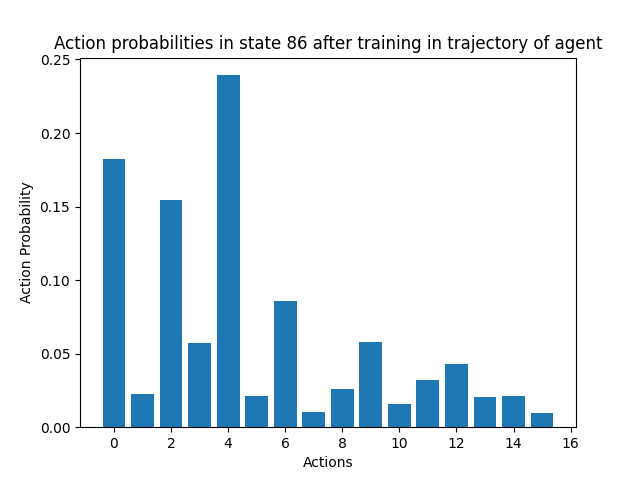 Action probabilities in state 86 after training in trajectory of agent
0.25
0.20
0.15
0.10
0.05
0.00
Action Probability
0 2 4 6 8 10 12 14 16
Actions